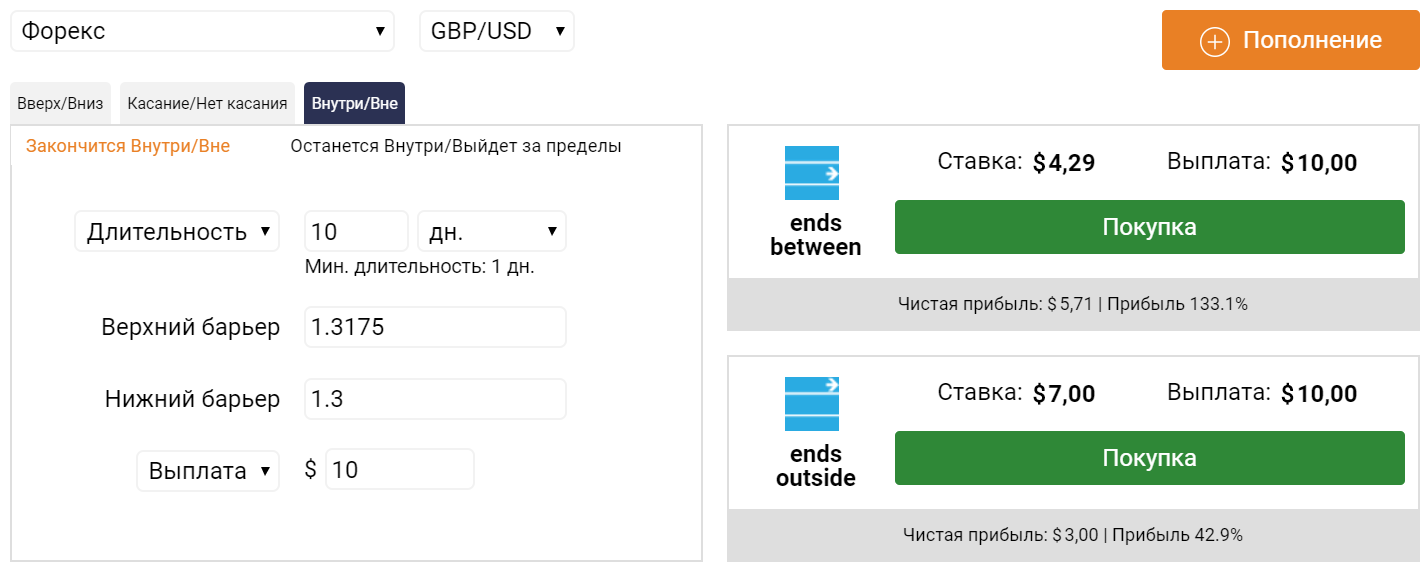 Форекс
GBP/USD
Пополнение
Вверх/Вниз
Касание/Нет касания
Внутри/Вне
Закончится Внутри/Вне
Останется Внутри/Выйдет за пределы
Длительность
10
дн.
Мин. длительность: 1 дн.
Верхний барьер
1.3175
Нижний барьер
1.3
Выплата
$
10
ends
between
Ставка: $4,29
Выплата: $10,00
Покупка
Чистая прибыль: $5,71 | Прибыль 133.1%
ends
outside
Ставка: $7,00
Выплата: $10,00
Покупка
Чистая прибыль: $3,00 | Прибыль 42.9%